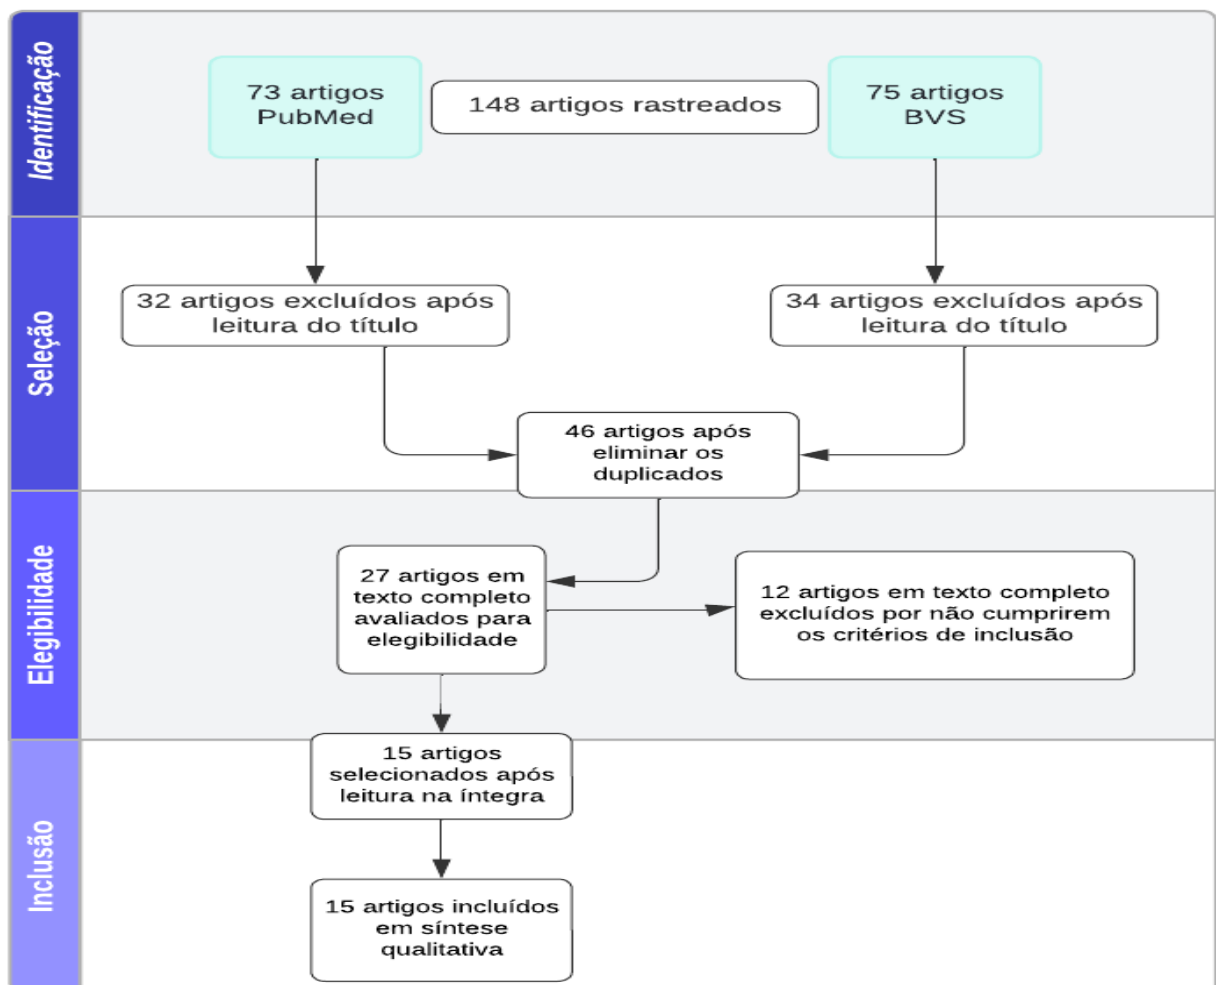 Identificação
73 artigos
PubMed
148 artigos rastreados
75 artigos
BVS
Seleção
32 artigos excluídos após
leitura do título
34 artigos excluídos após
leitura do título
46 artigos após
eliminar os
duplicados
Elegibilidade
27 artigos em
texto completo
avaliados para
elegibilidade
12 artigos em texto completo
excluídos por não cumprirem
os critérios de inclusão
Inclusão
15 artigos
selecionados após
leitura na íntegra
15 artigos incluídos
em síntese
qualitativa